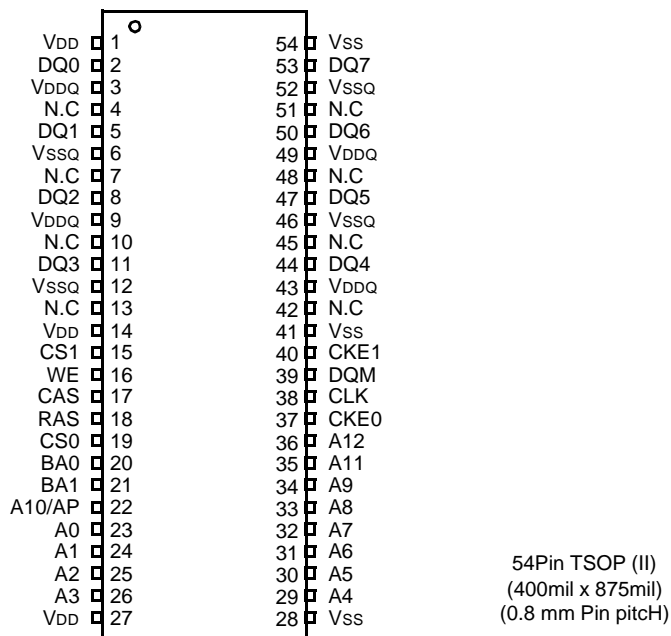 VDD 1 54 VSS
DQ0 2 53 DQ7
VDDQ 3 52 VSSQ
N.C 4 51 N.C
DQ1 5 50 DQ6
VSSQ 6 49 VDDQ
N.C 7 48 N.C
DQ2 8 47 DQ5
VDDQ 9 46 VSSQ
N.C 10 45 N.C
DQ3 11 44 DQ4
VSSQ 12 43 VDDQ
N.C 13 42 N.C
VDD 14 41 VSS
CS1 15 40 CKE1
WE 16 39 DQM
CAS 17 38 CLK
RAS 18 37 CKE0
CS0 19 36 A12
BA0 20 35 A11
BA1 21 34 A9
A10/AP 22 33 A8
A0 23 32 A7
A1 24 31 A6
A2 25 30 A5
A3 26 29 A4
VDD 27 28 VSS
54Pin TSOP (II)
(400mil x 875mil)
(0.8 mm Pin pitcH)